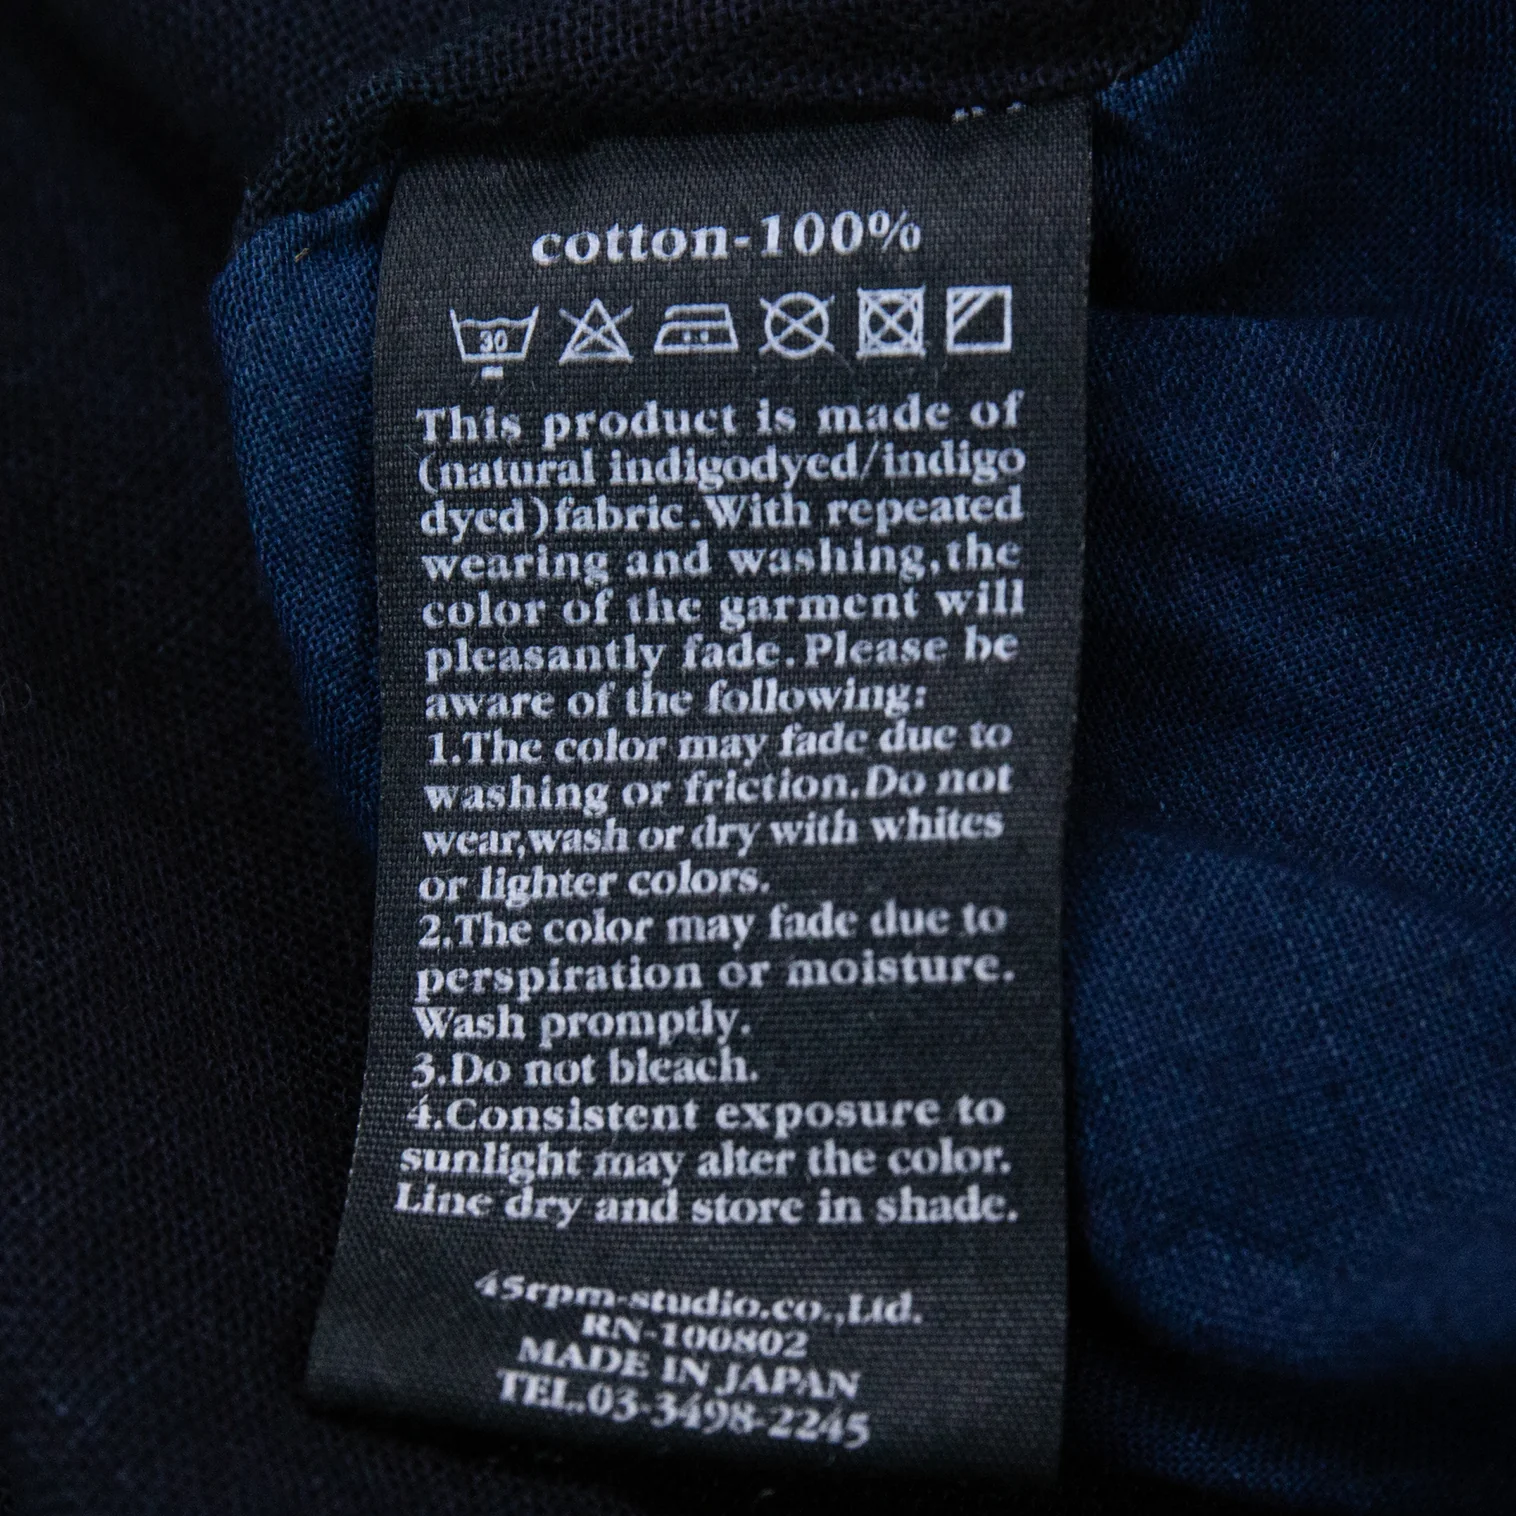 cotton-100%
30
This product is made of
(natural indigodyed/indigo
dyed)fabric.With repeated
wearing and washing,the
color of the garment will
pleasantly fade.Please be
aware of the following:
1.The color may fade due to
washing or friction.Do not
wear,wash or dry with whites
or lighter colors.
2.The color may fade due to
perspiration or moisture.
Wash promptly.
3.Do not bleach.
4.Consistent exposure to
sunlight may alter the color.
Line dry and store in shade.
45rpm-studio.co.,Ltd.
RN-100802
MADE IN JAPAN
TEL.03-3498-2245